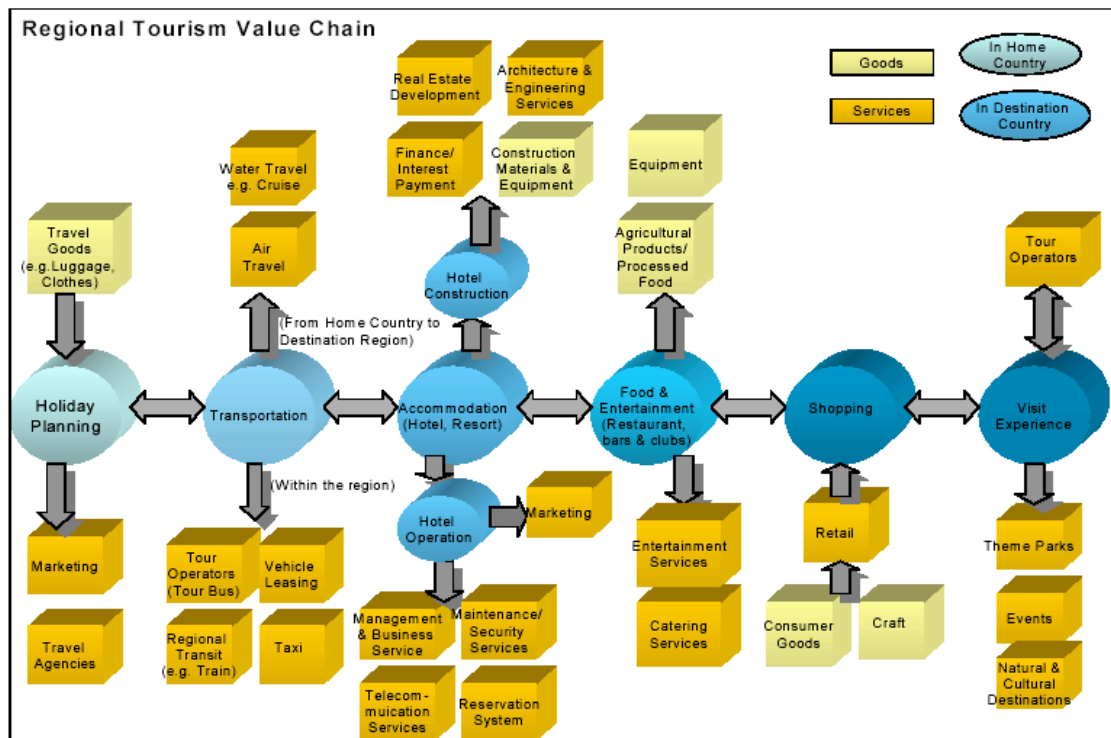 Regional Tourism Value Chain
Goods
In Home
Country
Services
In Destination
Country
Real Estate
Development
Architecture &
Engineering
Services
Finance/
Interest
Payment
Construction
Materials &
Equipment
Equipment
Water Travel
e.g. Cruise
Air
Travel
Travel
Goods
(e.g.Luggage,
Clothes)
Hotel
Construction
Agricultural
Products/
Processed
Food
Tour
Operators
(From Home Country to
Destination Region)
Holiday
Planning
Transportation
Accommodation
(Hotel, Resort)
Food &
Entertainment
(Restaurant,
bars & clubs)
Shopping
Visit
Experience
(Within the region)
Hotel
Operation
Marketing
Marketing
Travel
Agencies
Tour
Operators
(Tour Bus)
Vehicle
Leasing
Regional
Transit
(e.g. Train)
Taxi
Management
& Business
Service
Maintenance/
Security
Services
Telecom-
muication
Services
Reservation
System
Entertainment
Services
Catering
Services
Retail
Consumer
Goods
Craft
Theme Parks
Events
Natural &
Cultural
Destinations